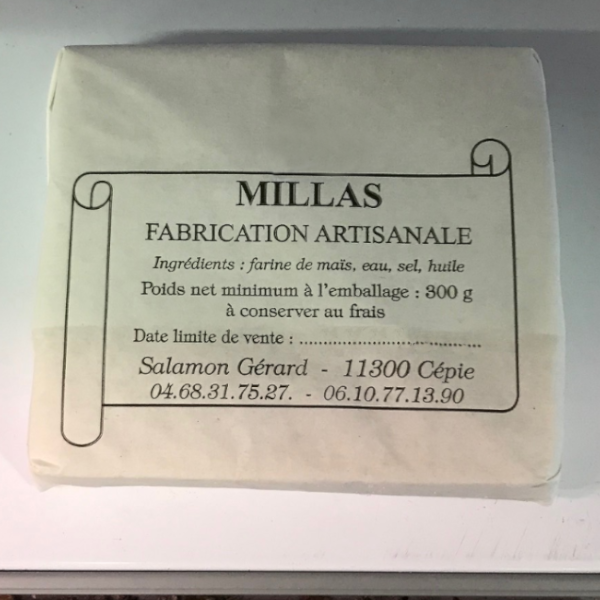 MILLAS
FABRICATION ARTISANALE
Ingrédients : farine de maïs, eau, sel, huile
Poids net minimum à l'emballage : 300 g
à conserver au frais
Date limite de vente : ........................................
Salamon Gérard - 11300 Cépie
04.68.31.75.27. - 06.10.77.13.90